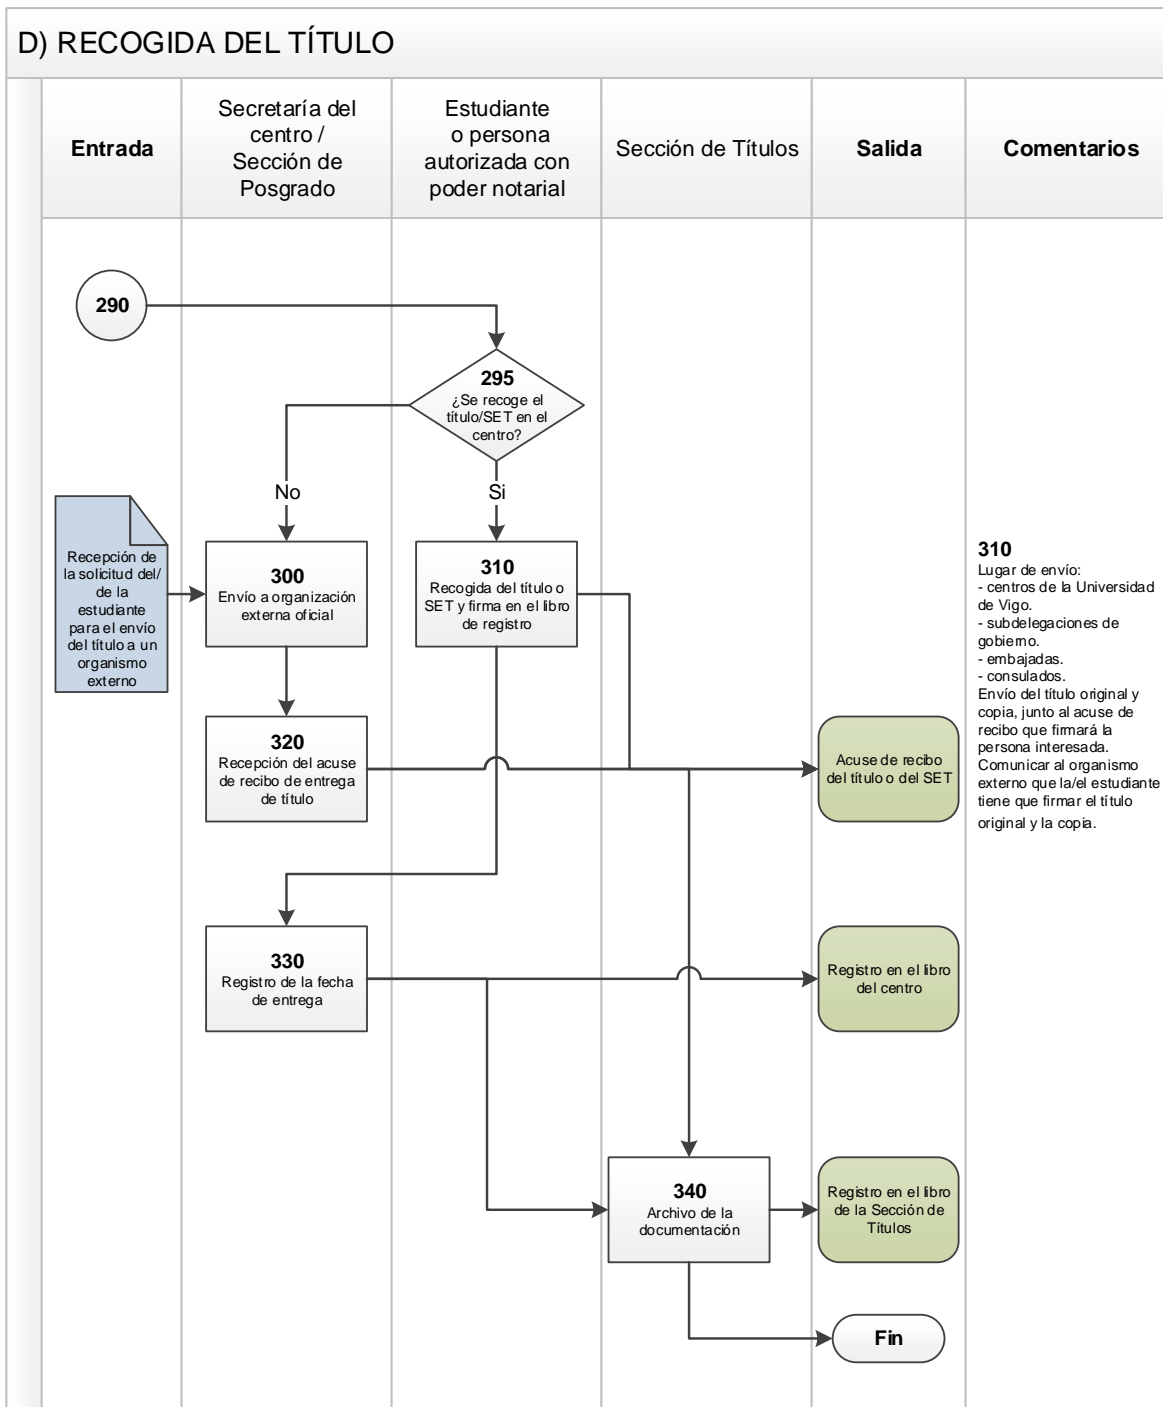 D) RECOGIDA DEL TÍTULO
Entrada
Secretaría del
centro /
Sección de
Posgrado
Estudiante
o persona
autorizada con
poder notarial
Sección de Títulos
Salida
Comentarios
290
295
¿Se recoge el
título/SET en el
centro?
No
Si
Recepción de
la solicitud del/
de la
estudiante
para el envío
del título a un
organismo
externo
300
Envío a organización
externa oficial
310
Recogida del título o
SET y firma en el libro
de registro
310
Lugar de envío:
- centros de la Universidad
de Vigo.
- subdelegaciones de
gobierno.
- embajadas.
- consulados.
Envío del título original y
copia, junto al acuse de
recibo que firmará la
persona interesada.
Comunicar al organismo
externo que la/el estudiante
tiene que firmar el título
original y la copia.
320
Recepción del acuse
de recibo de entrega
de título
Acuse de recibo
del título o del SET
330
Registro de la fecha
de entrega
Registro en el libro
del centro
340
Archivo de la
documentación
Registro en el libro
de la Sección de
Títulos
Fin